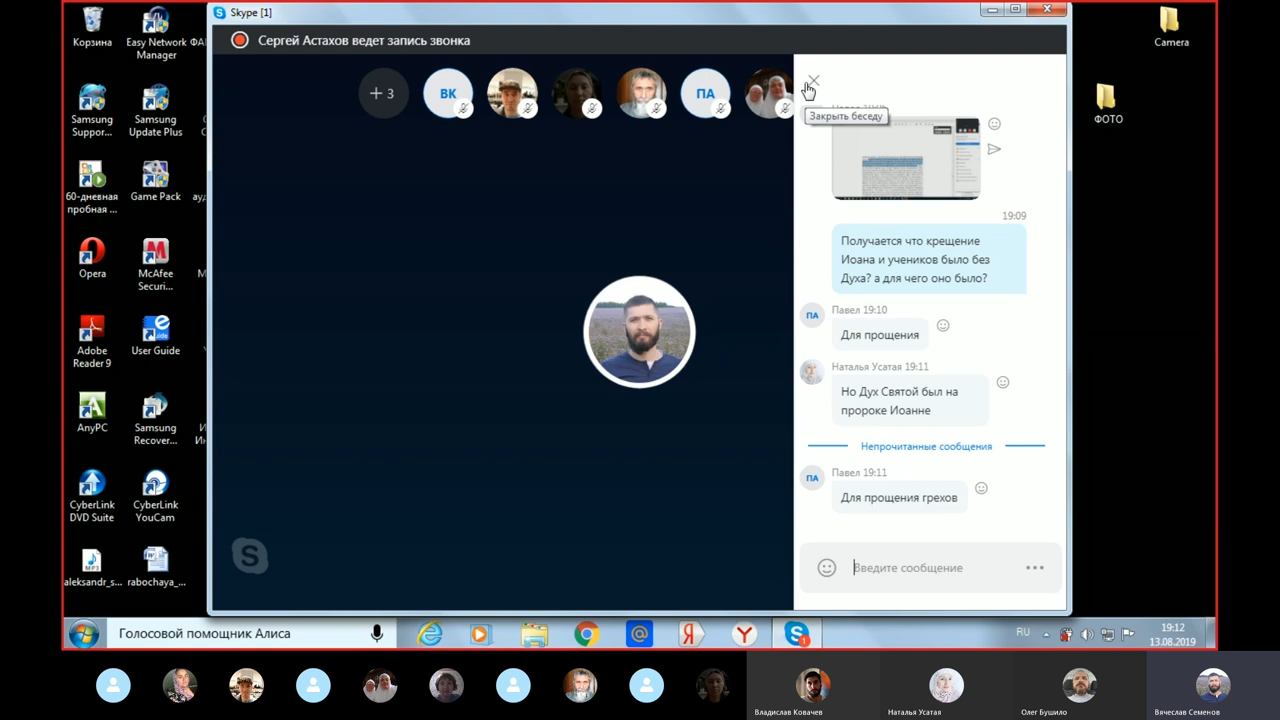 Skype [1]
Сергей Астахов ведет запись звонка
Корзина
Easy Network
Manager
Samsung
Suppor...
Samsung
Update Plus
60-дневная
пробная ...
Game Pack
Opera
McAfee
Securi...
Adobe
Reader 9
User Guide
AnyPC
Samsung
Recover...
CyberLink
DVD Suite
CyberLink
YouCam
aleksandr_s...
rabochaya_...
Camera
ФОТО
+ 3
ВК
ПА
Закрыть беседу
19:09
Получается что крещение
Иоана и учеников было без
Духа? а для чего оно было?
ПА
Павел 19:10
Для прощения
Наталья Усатая 19:11
Но Дух Святой был на
пророке Иоанне
Непрочитанные сообщения
ПА
Павел 19:11
Для прощения грехов
Введите сообщение
Голосовой помощник Алиса
RU
19:12
13.08.2019
Владислав Ковачев
Наталья Усатая
Олег Бушило
Вячеслав Семенов